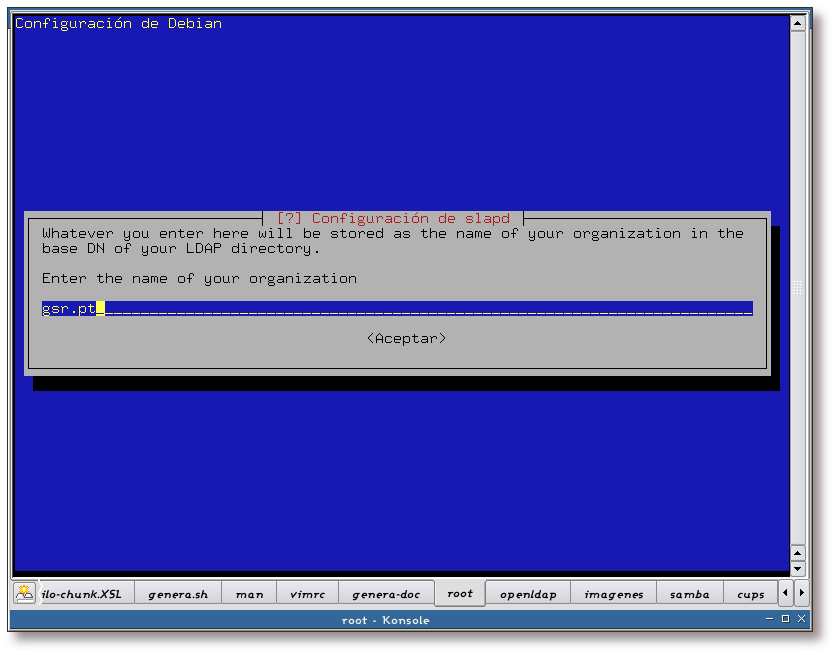 Configuración de Debian
[?] Configuración de slapd
Whatever you enter here will be stored as the name of your organization in the
base DN of your LDAP directory.
Enter the name of your organization
gsr.pt
<Aceptar>
ilo-chunk.XSL genera.sh man vimrc genera-doc root openldap imagenes samba cups
root - Konsole